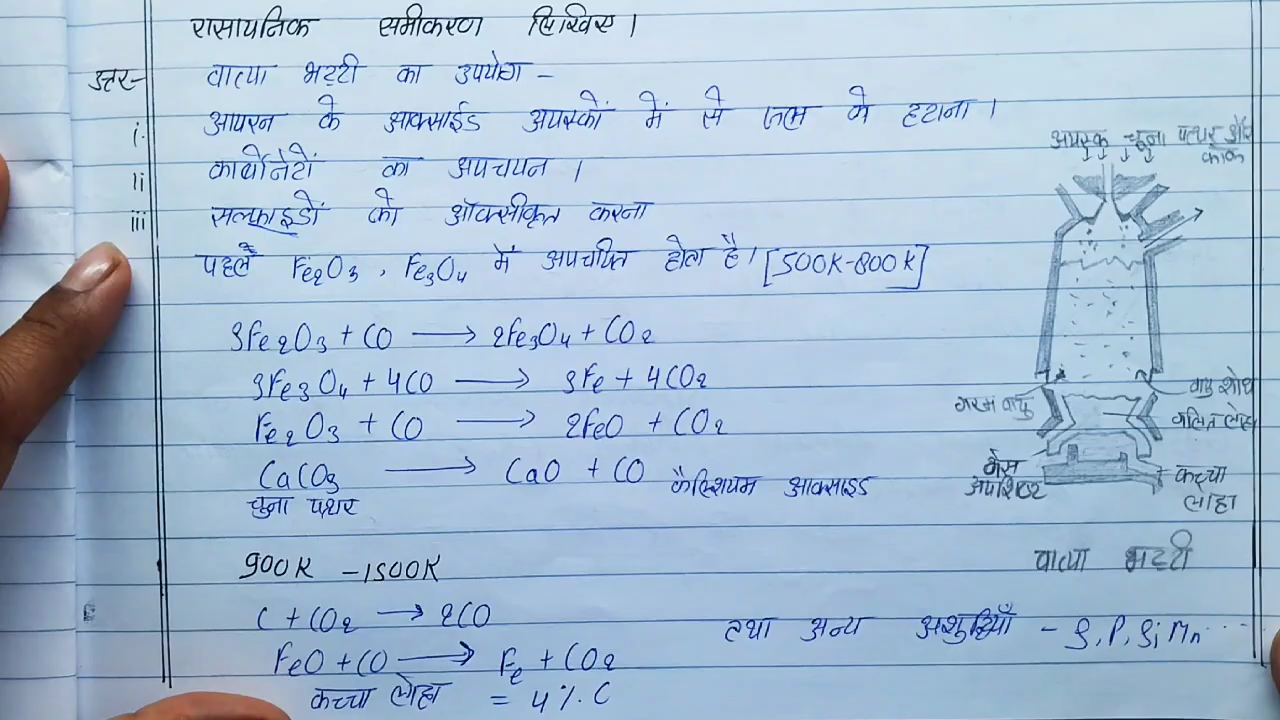 रासायनिक समीकरण लिखिए।
उत्तर- वात्या भट्टी का उपयोग -
i. आयरन के आक्साईड अयस्कों में से जल को हटाना।
ii कार्बोनेटों का अपचयन।
iii सल्फाइडों को ऑक्सीकृत करना
पहले Fe₂O₃, Fe₃O₄ में अपचयित होता है। [500K-800K]
3Fe₂O₃ + CO ⟶ 2Fe₃O₄ + CO₂
3Fe₃O₄ + 4CO ⟶ 3Fe + 4CO₂
Fe₂O₃ + CO ⟶ 2FeO + CO₂
CaCO₃ ⟶ CaO + CO कैल्शियम आक्साइड
चुना पत्थर
900K - 1500K
C + CO₂ ⟶ 2CO
FeO + CO ⟶ Fe + CO₂
कच्चा लोहा = 4%. C
तथा अन्य अशुद्धियाँ - S, P, Si Mn ....
अयस्क चूना पत्थर और
कोक
गरम वायु
गलित लोहा
गैस
अपशिष्ट
कच्चा
लोहा
वात्या भट्टी